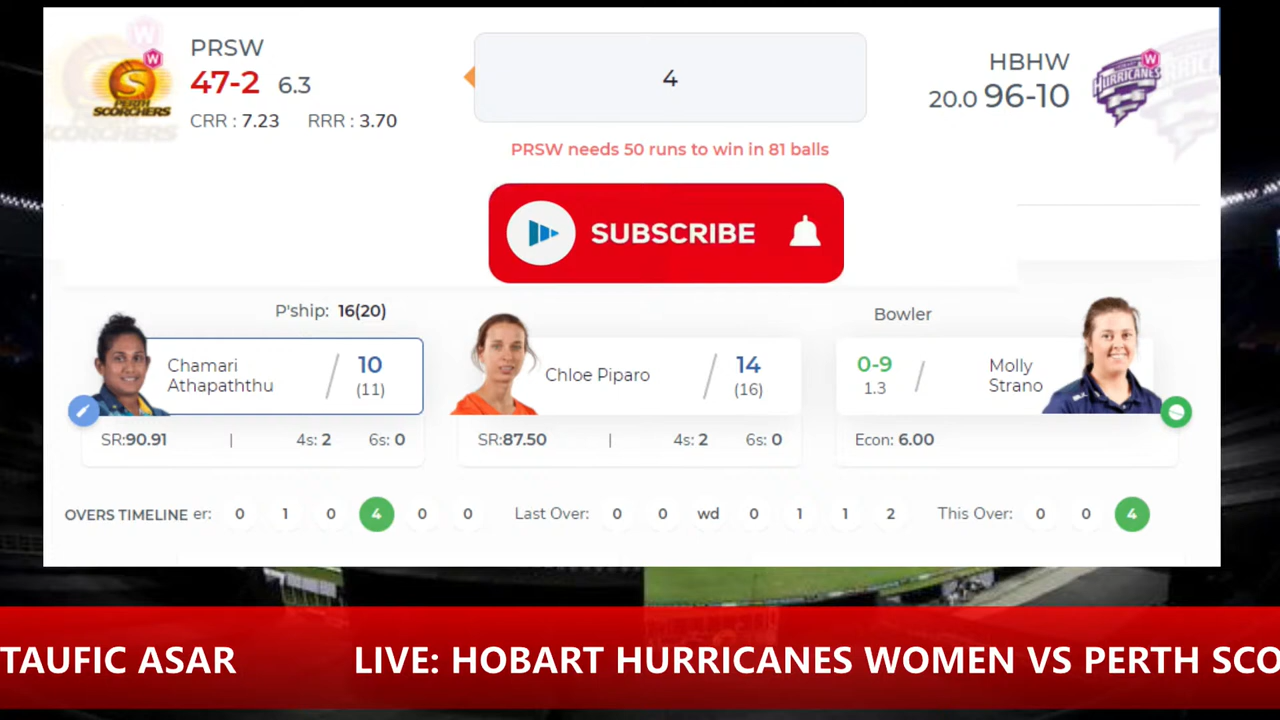 PRSW
47-2 6.3
CRR : 7.23 RRR : 3.70
W
PERTH
SCORCHERS
4
PRSW needs 50 runs to win in 81 balls
HBHW
20.0 96-10
W
HURRICANES
SUBSCRIBE
P'ship: 16(20)
Chamari
Athapaththu
10
(11)
SR:90.91 | 4s: 2 6s: 0
Chloe Piparo
14
(16)
SR:87.50 | 4s: 2 6s: 0
Bowler
0-9
1.3
Molly
Strano
Econ: 6.00
OVERS TIMELINE er: 0 1 0 4 0 0 Last Over: 0 0 wd 0 1 1 2 This Over: 0 0 4
TAUFIC ASAR LIVE: HOBART HURRICANES WOMEN VS PERTH SCO